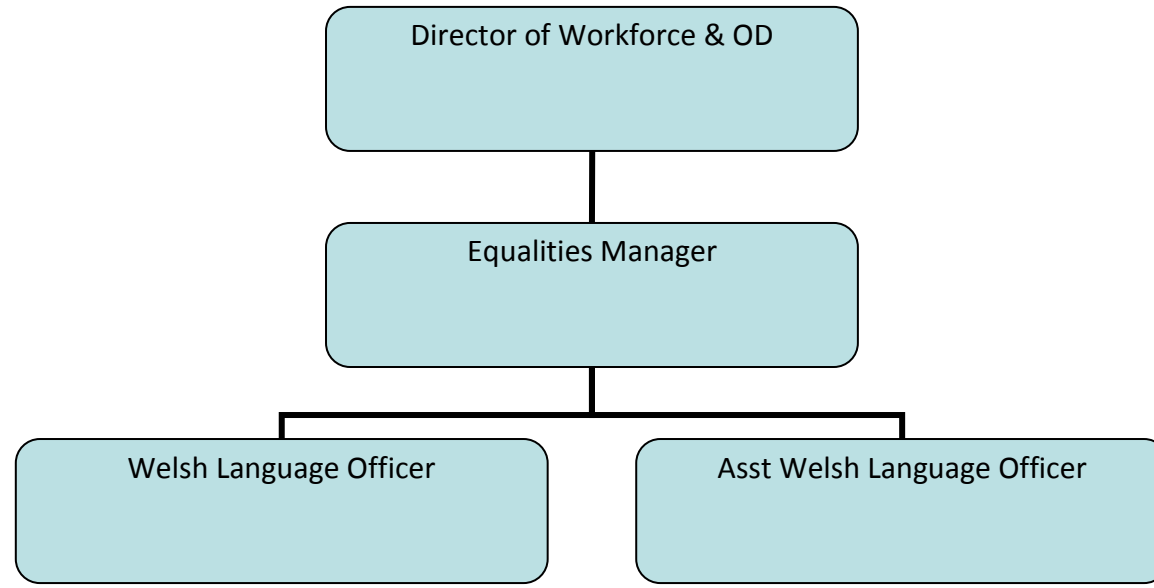 Director of Workforce & OD
Equalities Manager
Welsh Language Officer
Asst Welsh Language Officer